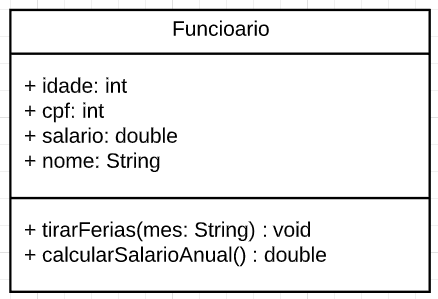 Funcioario
+ idade: int
+ cpf: int
+ salario: double
+ nome: String
+ tirarFerias(mes: String) : void
+ calcularSalarioAnual() : double